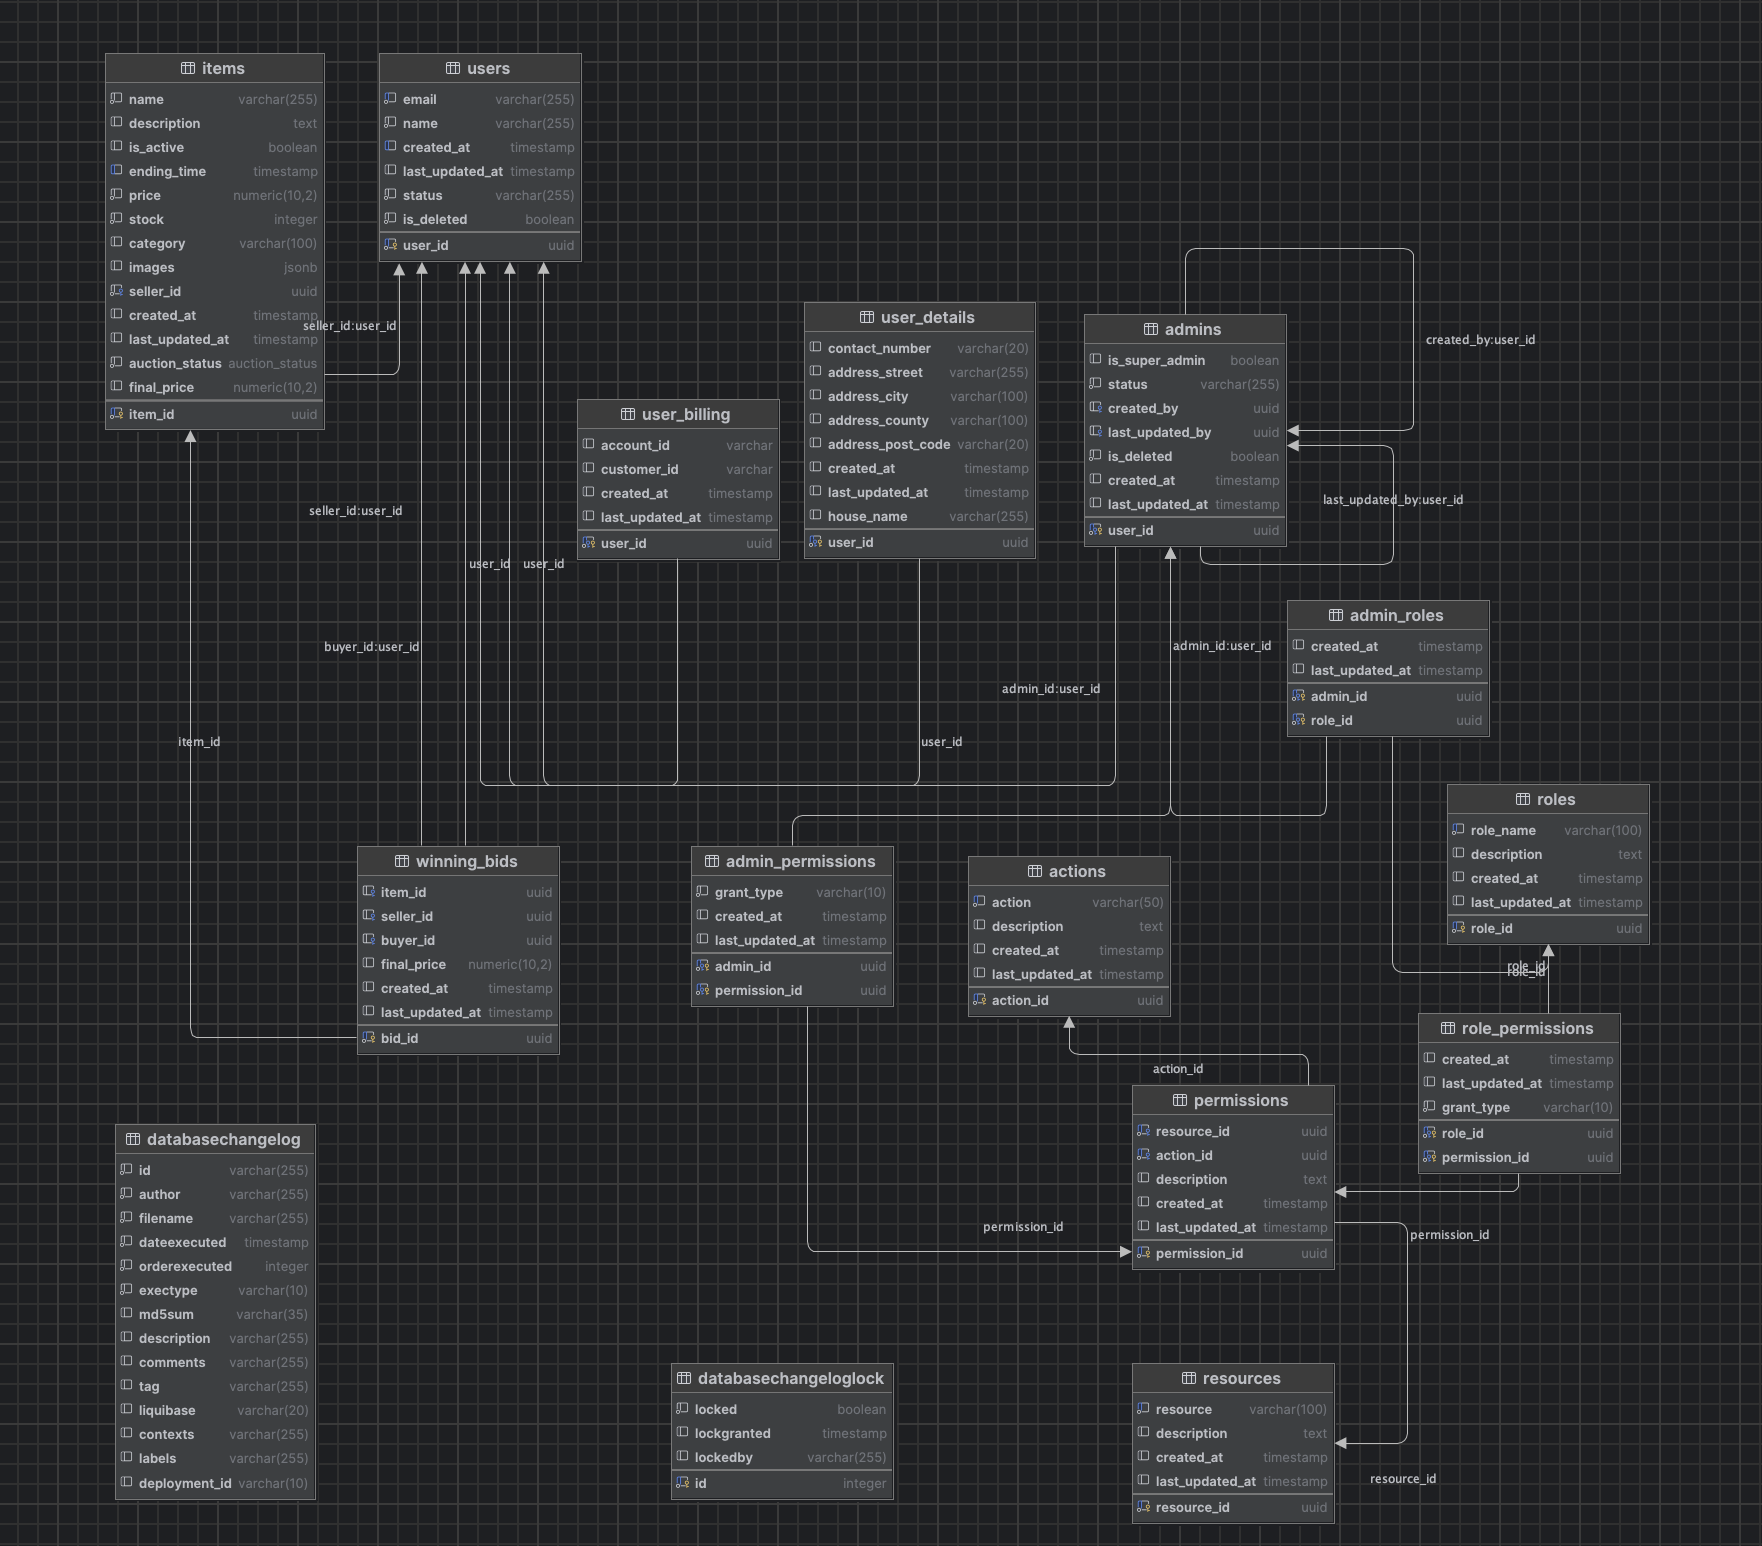 items
name varchar(255)
description text
is_active boolean
ending_time timestamp
price numeric(10,2)
stock integer
category varchar(100)
images jsonb
seller_id uuid
created_at timestamp
last_updated_at timestamp
auction_status auction_status
final_price numeric(10,2)
item_id uuid
users
email varchar(255)
name varchar(255)
created_at timestamp
last_updated_at timestamp
status varchar(255)
is_deleted boolean
user_id uuid
seller_id:user_id
user_details
contact_number varchar(20)
address_street varchar(255)
address_city varchar(100)
address_county varchar(100)
address_post_code varchar(20)
created_at timestamp
last_updated_at timestamp
house_name varchar(255)
user_id uuid
admins
is_super_admin boolean
status varchar(255)
created_by uuid
last_updated_by uuid
is_deleted boolean
created_at timestamp
last_updated_at timestamp
user_id uuid
created_by:user_id
last_updated_by:user_id
user_billing
account_id varchar
customer_id varchar
created_at timestamp
last_updated_at timestamp
user_id uuid
seller_id:user_id
user_id
user_id
buyer_id:user_id
admin_id:user_id
admin_id:user_id
item_id
user_id
admin_roles
created_at timestamp
last_updated_at timestamp
admin_id uuid
role_id uuid
roles
role_name varchar(100)
description text
created_at timestamp
last_updated_at timestamp
role_id uuid
role_id
role_id
winning_bids
item_id uuid
seller_id uuid
buyer_id uuid
final_price numeric(10,2)
created_at timestamp
last_updated_at timestamp
bid_id uuid
admin_permissions
grant_type varchar(10)
created_at timestamp
last_updated_at timestamp
admin_id uuid
permission_id uuid
actions
action varchar(50)
description text
created_at timestamp
last_updated_at timestamp
action_id uuid
action_id
role_permissions
created_at timestamp
last_updated_at timestamp
grant_type varchar(10)
role_id uuid
permission_id uuid
permissions
resource_id uuid
action_id uuid
description text
created_at timestamp
last_updated_at timestamp
permission_id uuid
permission_id
permission_id
databasechangelog
id varchar(255)
author varchar(255)
filename varchar(255)
dateexecuted timestamp
orderexecuted integer
exectype varchar(10)
md5sum varchar(35)
description varchar(255)
comments varchar(255)
tag varchar(255)
liquibase varchar(20)
contexts varchar(255)
labels varchar(255)
deployment_id varchar(10)
databasechangeloglock
locked boolean
lockgranted timestamp
lockedby varchar(255)
id integer
resources
resource varchar(100)
description text
created_at timestamp
last_updated_at timestamp
resource_id uuid
resource_id